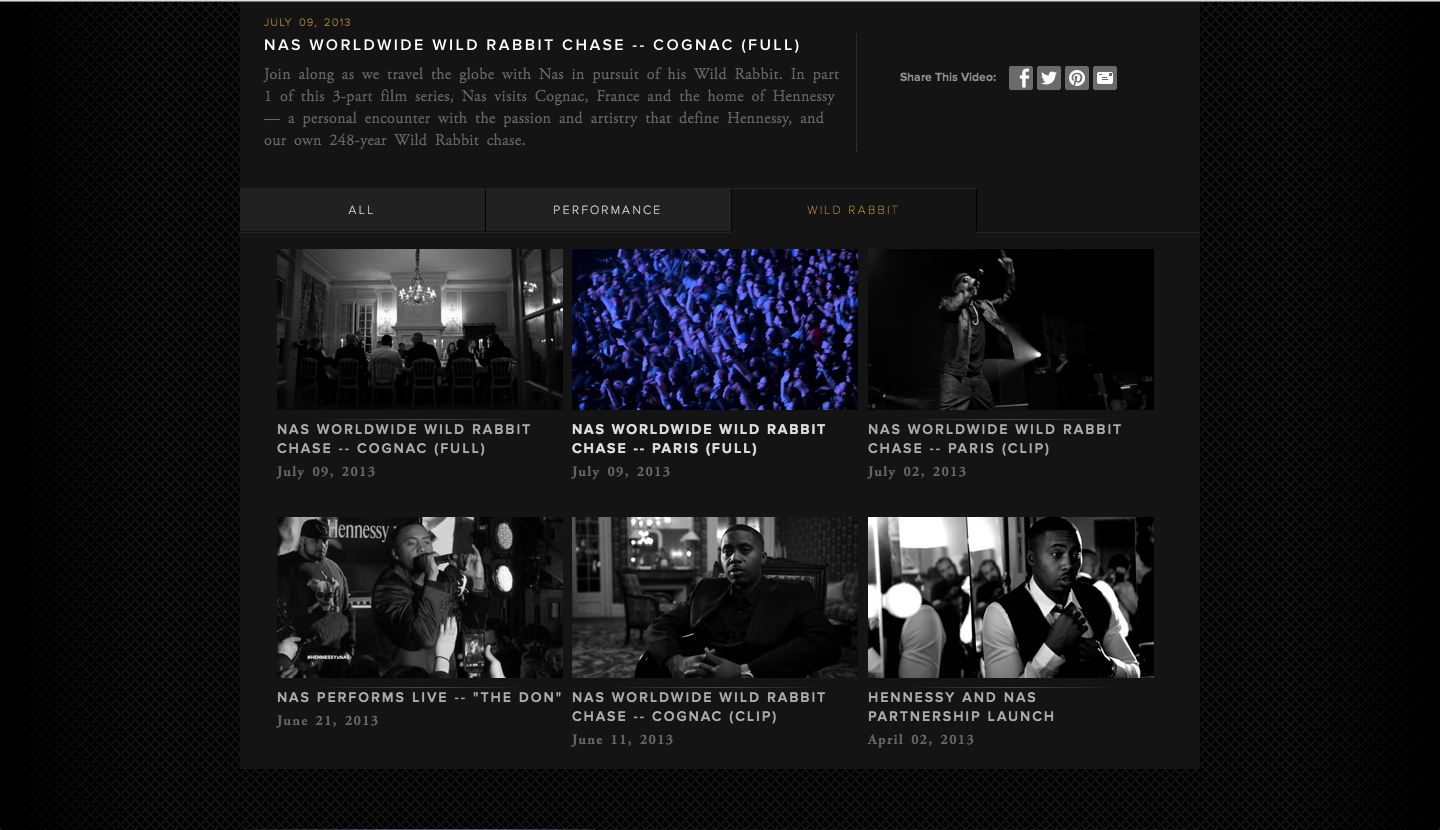 JULY 09, 2013
NAS WORLDWIDE WILD RABBIT CHASE -- COGNAC (FULL)
Join along as we travel the globe with Nas in pursuit of his Wild Rabbit. In part
1 of this 3-part film series, Nas visits Cognac, France and the home of Hennessy
— a personal encounter with the passion and artistry that define Hennessy, and
our own 248-year Wild Rabbit chase.
Share This Video:
ALL
PERFORMANCE
WILD RABBIT
NAS WORLDWIDE WILD RABBIT
CHASE -- COGNAC (FULL)
July 09, 2013
NAS WORLDWIDE WILD RABBIT
CHASE -- PARIS (FULL)
July 09, 2013
NAS WORLDWIDE WILD RABBIT
CHASE -- PARIS (CLIP)
July 02, 2013
Hennessy
#HENNESSYxNAS
NAS PERFORMS LIVE -- "THE DON"
June 21, 2013
NAS WORLDWIDE WILD RABBIT
CHASE -- COGNAC (CLIP)
June 11, 2013
HENNESSY AND NAS
PARTNERSHIP LAUNCH
April 02, 2013